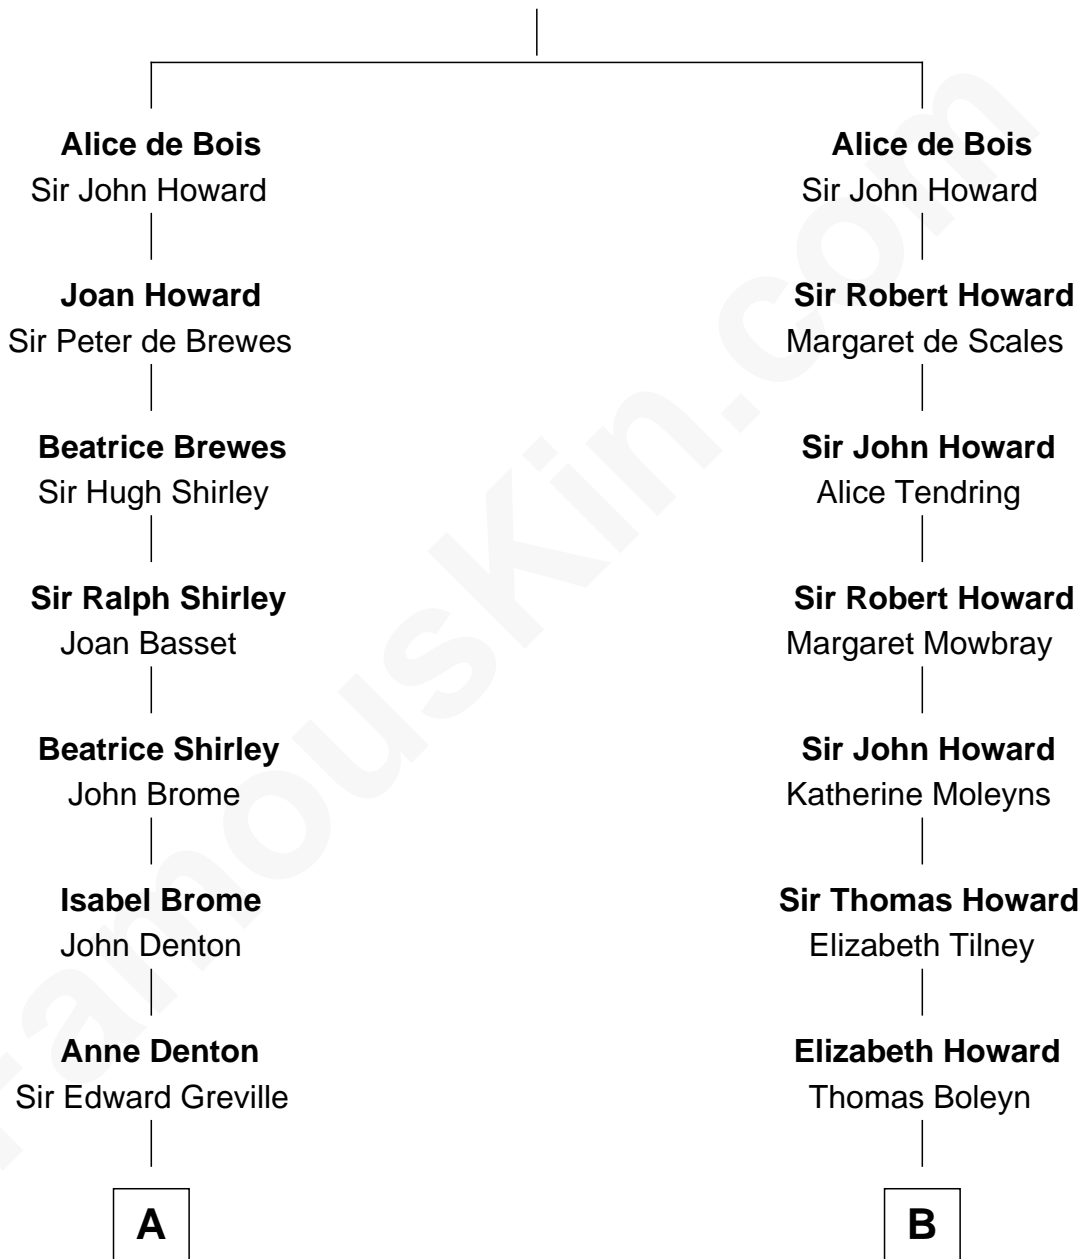 Alice de Bois
Sir John Howard
Joan Howard
Sir Peter de Brewes
Beatrice Brewes
Sir Hugh Shirley
Sir Ralph Shirley
Joan Basset
Beatrice Shirley
John Brome
Isabel Brome
John Denton
Anne Denton
Sir Edward Greville
A
Alice de Bois
Sir John Howard
Sir Robert Howard
Margaret de Scales
Sir John Howard
Alice Tendring
Sir Robert Howard
Margaret Mowbray
Sir John Howard
Katherine Moleyns
Sir Thomas Howard
Elizabeth Tilney
Elizabeth Howard
Thomas Boleyn
B
FamousKin.com